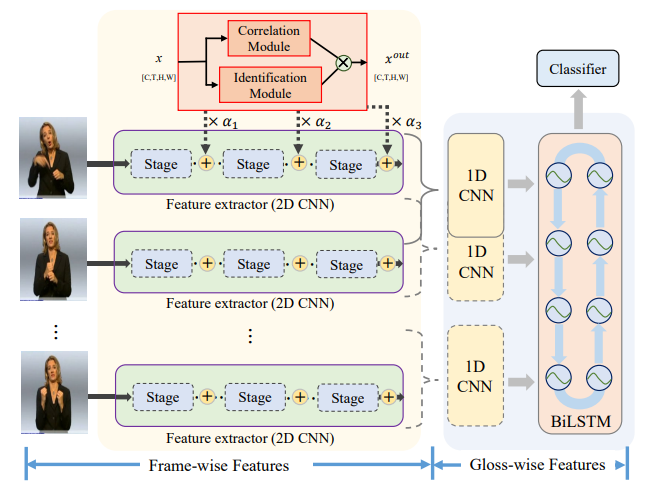 Correlation
Module
x
[C,T,H,W]
Identification
Module
x^out
[C,T,H,W]
Classifier
× α1
× α2
× α3
Stage
Stage
Stage
Feature extractor (2D CNN)
1D
CNN
Stage
Stage
Stage
Feature extractor (2D CNN)
1D
CNN
Stage
Stage
Stage
Feature extractor (2D CNN)
1D
CNN
BiLSTM
Frame-wise Features
Gloss-wise Features